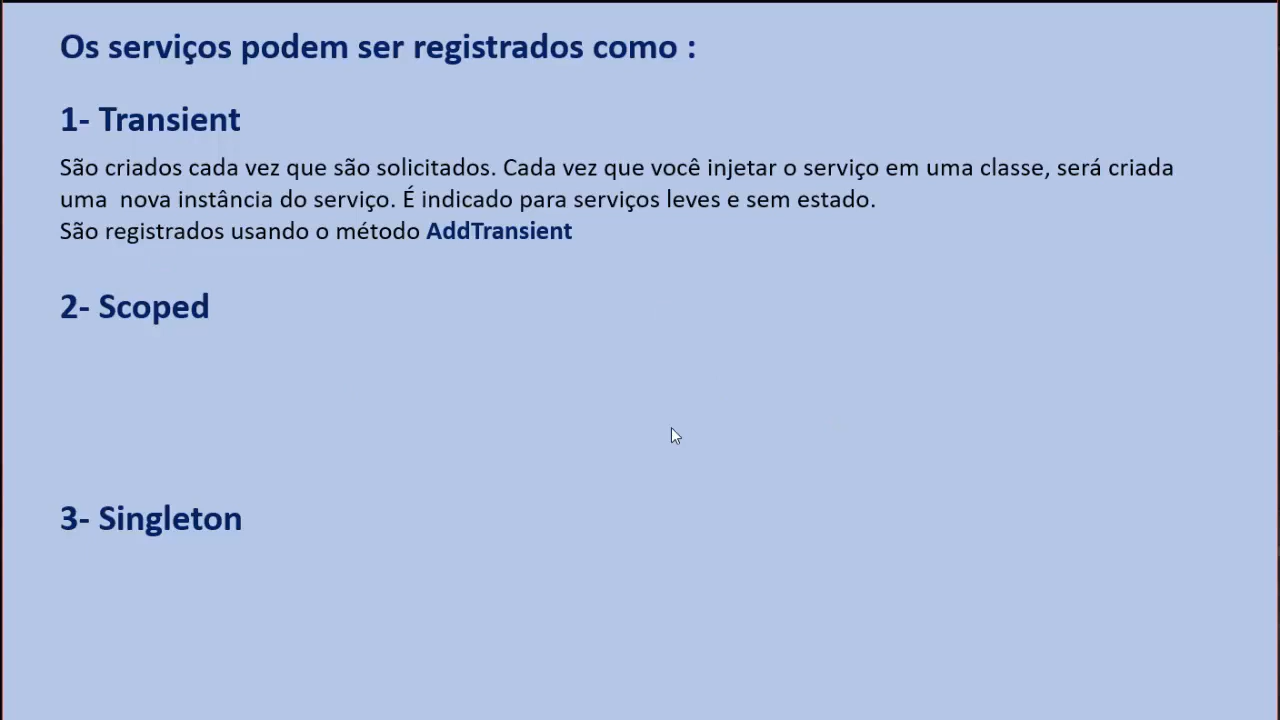 Os serviços podem ser registrados como :
1- Transient
São criados cada vez que são solicitados. Cada vez que você injetar o serviço em uma classe, será criada
uma  nova instância do serviço. É indicado para serviços leves e sem estado.
São registrados usando o método AddTransient
2- Scoped
3- Singleton